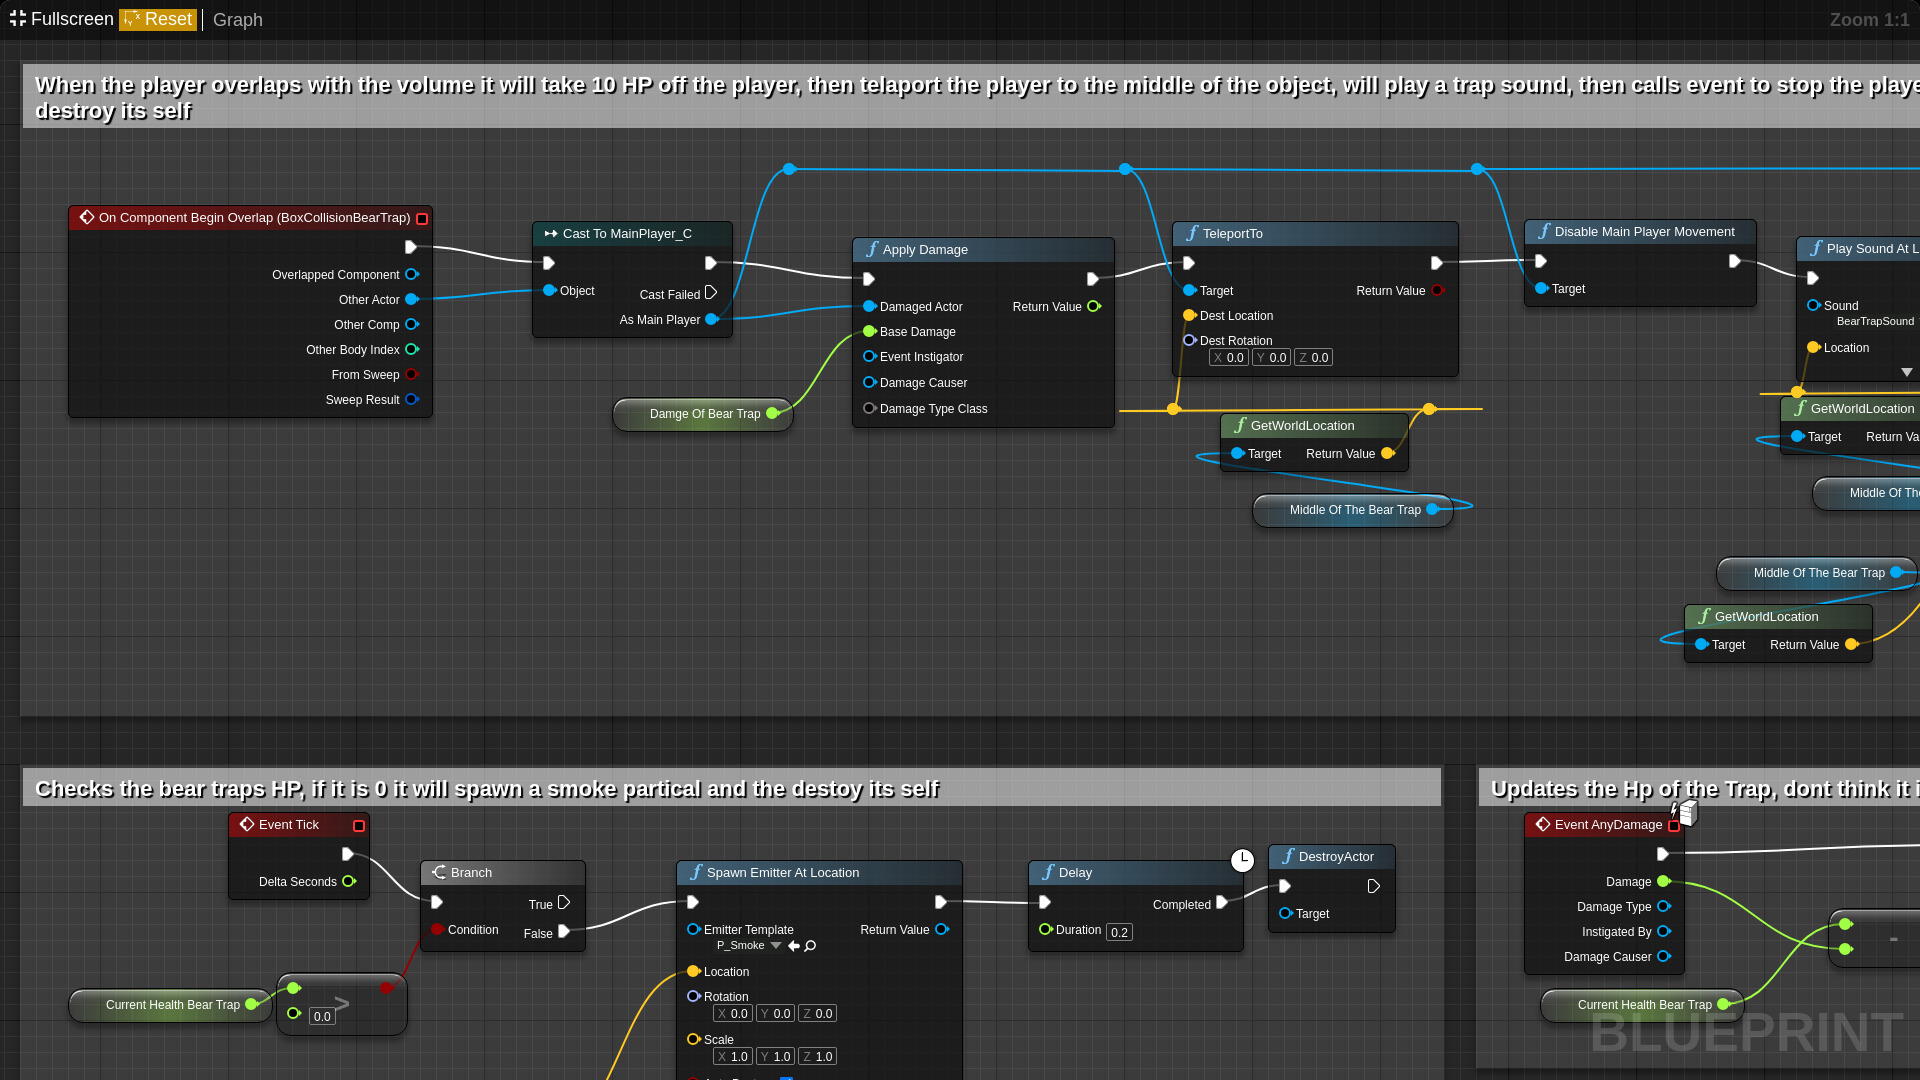 Fullscreen Reset Graph Zoom 1:1
When the player overlaps with the volume it will take 10 HP off the player, then telaport the player to the middle of the object, will play a trap sound, then calls event to stop the playe
destroy its self
On Component Begin Overlap (BoxCollisionBearTrap)
Overlapped Component
Other Actor
Other Comp
Other Body Index
From Sweep
Sweep Result
Cast To MainPlayer_C
Object
Cast Failed
As Main Player
Damge Of Bear Trap
Apply Damage
Damaged Actor Return Value
Base Damage
Event Instigator
Damage Causer
Damage Type Class
TeleportTo
Target Return Value
Dest Location
Dest Rotation
X 0.0 Y 0.0 Z 0.0
GetWorldLocation
Target Return Value
Middle Of The Bear Trap
Disable Main Player Movement
Target
Play Sound At L
Sound
BearTrapSound
Location
GetWorldLocation
Target Return Va
Middle Of The
Middle Of The Bear Trap
GetWorldLocation
Target Return Value
Checks the bear traps HP, if it is 0 it will spawn a smoke partical and the destoy its self
Event Tick
Delta Seconds
Branch
True
Condition False
Current Health Bear Trap
>
0.0
Spawn Emitter At Location
Emitter Template Return Value
P_Smoke
Location
Rotation
X 0.0 Y 0.0 Z 0.0
Scale
X 1.0 Y 1.0 Z 1.0
Delay
Completed
Duration 0.2
DestroyActor
Target
Updates the Hp of the Trap, dont think it i
Event AnyDamage
Damage
Damage Type
Instigated By
Damage Causer
-
Current Health Bear Trap
BLUEPRINT